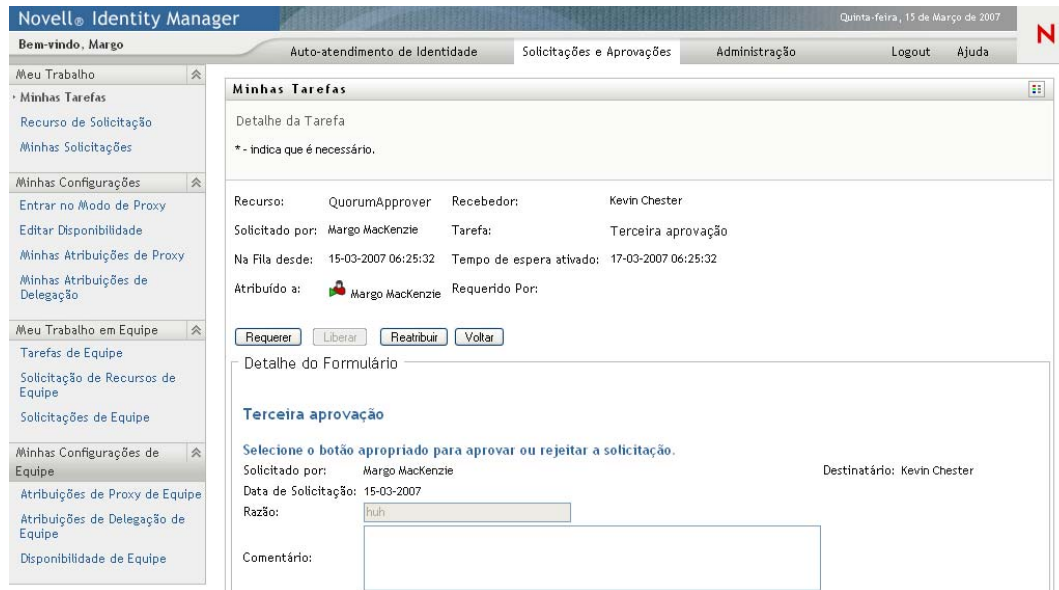 Novell® Identity Manager
Quinta-feira, 15 de Março de 2007
N
Bem-vindo, Margo
Auto-atendimento de Identidade
Solicitações e Aprovações
Administração
Logout
Ajuda
Meu Trabalho
Minhas Tarefas
Recurso de Solicitação
Minhas Solicitações
Minhas Configurações
Entrar no Modo de Proxy
Editar Disponibilidade
Minhas Atribuições de Proxy
Minhas Atribuições de
Delegação
Meu Trabalho em Equipe
Tarefas de Equipe
Solicitação de Recursos de
Equipe
Solicitações de Equipe
Minhas Configurações de
Equipe
Atribuições de Proxy de Equipe
Atribuições de Delegação de
Equipe
Disponibilidade de Equipe
Minhas Tarefas
Detalhe da Tarefa
* - indica que é necessário.
Recurso: QuorumApprover Recebedor: Kevin Chester
Solicitado por: Margo MacKenzie Tarefa: Terceira aprovação
Na Fila desde: 15-03-2007 06:25:32 Tempo de espera ativado: 17-03-2007 06:25:32
Atribuído a: Margo MacKenzie Requerido Por:
Requerer Liberar Reatribuir Voltar
Detalhe do Formulário
Terceira aprovação
Selecione o botão apropriado para aprovar ou rejeitar a solicitação.
Solicitado por: Margo MacKenzie Destinatário: Kevin Chester
Data de Solicitação: 15-03-2007
Razão: huh
Comentário: